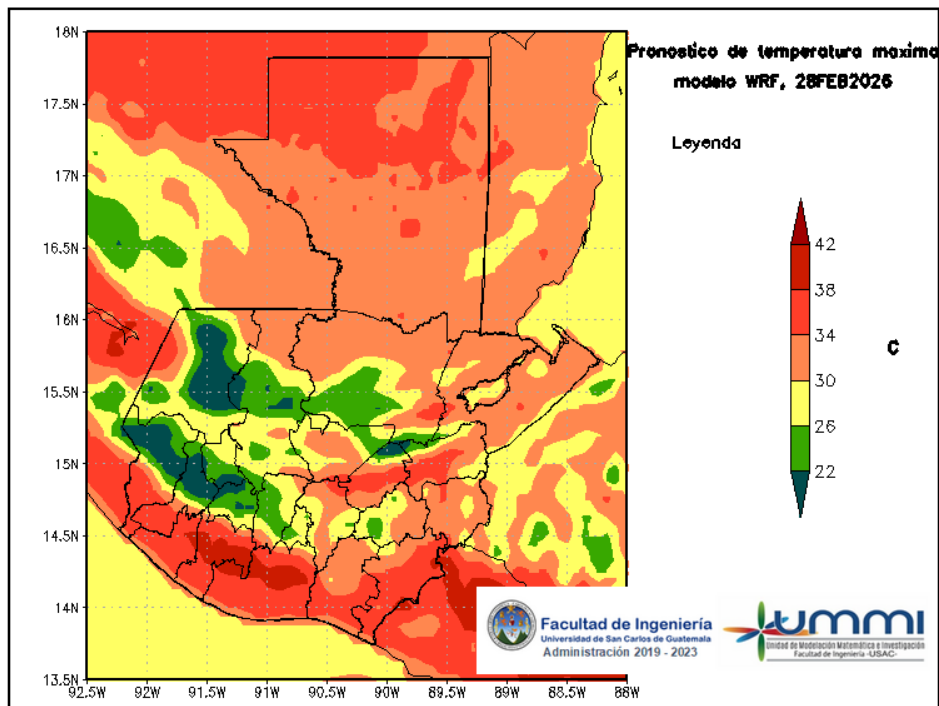 Pronostico de temperatura maxima
modelo WRF, 28FEB2026
Leyenda
42
38
34
30
26
22
C
18N
17.5N
17N
16.5N
16N
15.5N
15N
14.5N
14N
13.5N
92.5W
92W
91.5W
91W
90.5W
90W
89.5W
89W
88.5W
88W
Facultad de Ingeniería
Universidad de San Carlos de Guatemala
Administración 2019 - 2023
ummi
Unidad de Modelación Matemática e Investigación
Facultad de Ingeniería -USAC-